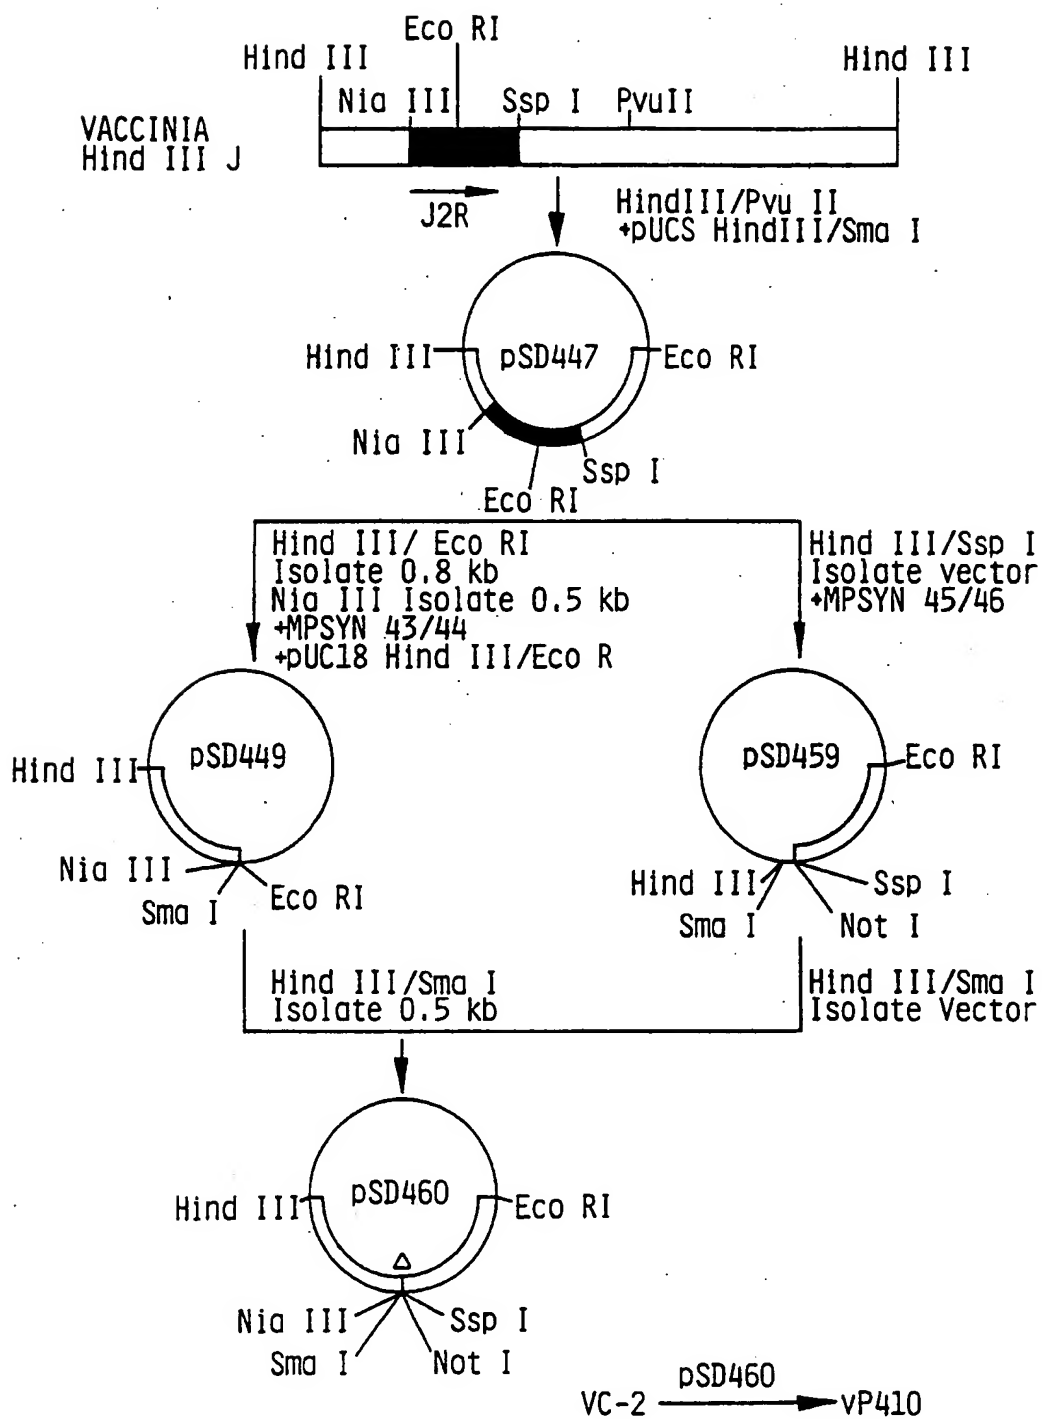 Eco RI
Hind III
Hind III
Nia III
Ssp I
PvuII
VACCINIA
Hind III J
J2R
HindIII/Pvu II
+pUCS HindIII/Sma I
Hind III
pSD447
Eco RI
Nia III
Ssp I
Eco RI
Hind III/ Eco RI
Isolate 0.8 kb
Nia III Isolate 0.5 kb
+MPSYN 43/44
+pUC18 Hind III/Eco R
Hind III/Ssp I
Isolate vector
+MPSYN 45/46
pSD449
Hind III
Nia III
Sma I
Eco RI
pSD459
Eco RI
Hind III
Sma I
Ssp I
Not I
Hind III/Sma I
Isolate 0.5 kb
Hind III/Sma I
Isolate Vector
Hind III
pSD460
Eco RI
Δ
Nia III
Sma I
Ssp I
Not I
pSD460
VC-2
vP410